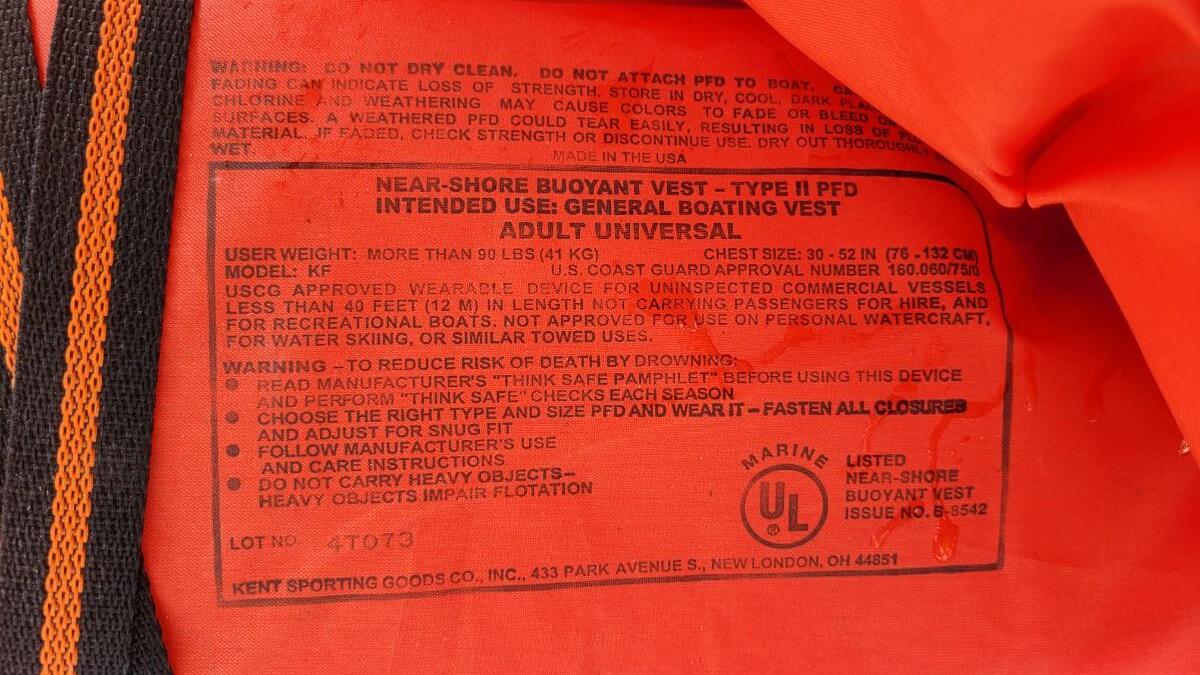 WARNING: DO NOT DRY CLEAN. DO NOT ATTACH PFD TO BOAT.
FADING CAN INDICATE LOSS OF STRENGTH. STORE IN DRY, COOL, DARK
CHLORINE AND WEATHERING MAY CAUSE COLORS TO FADE OR BLEED
SURFACES. A WEATHERED PFD COULD TEAR EASILY, RESULTING IN LOSS OF
MATERIAL. IF FADED, CHECK STRENGTH OR DISCONTINUE USE. DRY OUT THOROUGHLY
WET.
MADE IN THE USA
NEAR-SHORE BUOYANT VEST – TYPE II PFD
INTENDED USE: GENERAL BOATING VEST
ADULT UNIVERSAL
USER WEIGHT: MORE THAN 90 LBS (41 KG) CHEST SIZE: 30 - 52 IN (76 - 132 CM)
MODEL: KF U.S. COAST GUARD APPROVAL NUMBER 160.060/75/0
USCG APPROVED WEARABLE DEVICE FOR UNINSPECTED COMMERCIAL VESSELS
LESS THAN 40 FEET (12 M) IN LENGTH NOT CARRYING PASSENGERS FOR HIRE, AND
FOR RECREATIONAL BOATS. NOT APPROVED FOR USE ON PERSONAL WATERCRAFT,
FOR WATER SKIING, OR SIMILAR TOWED USES.
WARNING – TO REDUCE RISK OF DEATH BY DROWNING:
● READ MANUFACTURER'S "THINK SAFE PAMPHLET" BEFORE USING THIS DEVICE
AND PERFORM "THINK SAFE" CHECKS EACH SEASON
● CHOOSE THE RIGHT TYPE AND SIZE PFD AND WEAR IT – FASTEN ALL CLOSURES
AND ADJUST FOR SNUG FIT
● FOLLOW MANUFACTURER'S USE
AND CARE INSTRUCTIONS
● DO NOT CARRY HEAVY OBJECTS–
HEAVY OBJECTS IMPAIR FLOTATION
MARINE
UL ®
LISTED
NEAR-SHORE
BUOYANT VEST
ISSUE NO. B-8542
LOT NO. 4T073
KENT SPORTING GOODS CO., INC., 433 PARK AVENUE S., NEW LONDON, OH 44851